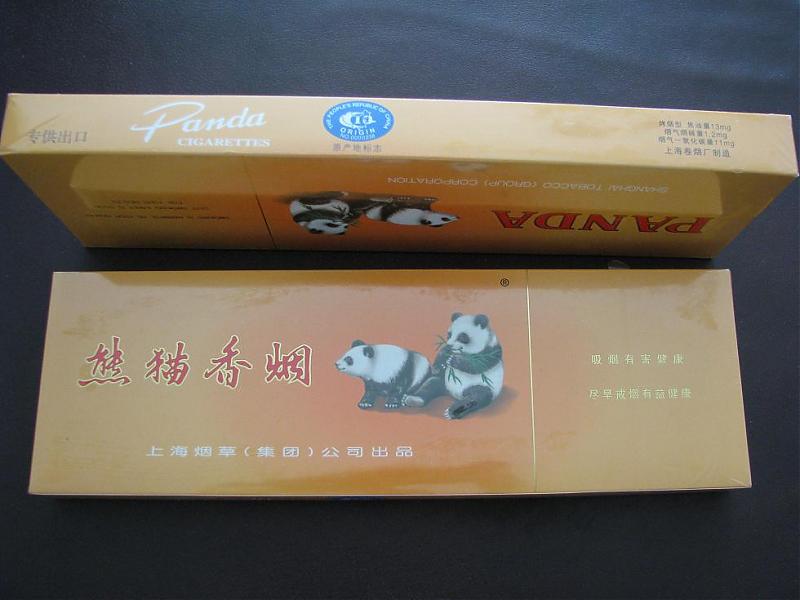 专供出口
Panda
CIGARETTES
THE PEOPLE'S REPUBLIC OF CHINA
ORIGIN
原产地标志
烤烟型 焦油量13mg
烟气烟碱量1.2mg
烟气一氧化碳量11mg
上海卷烟厂制造
SHANGHAI TOBACCO (GROUP) CORPORATION
PANDA
®
熊猫香烟
上海烟草(集团)公司出品
吸烟有害健康
尽早戒烟有益健康